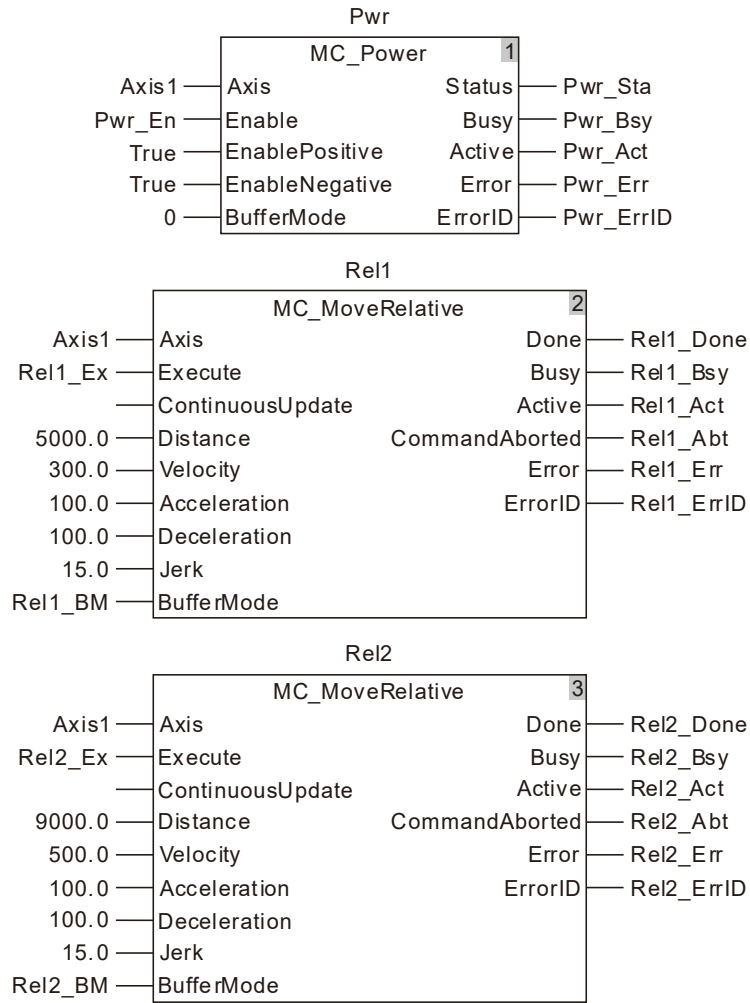 Pwr
MC_Power 1
Axis1 Axis Status Pwr_Sta
Pwr_En Enable Busy Pwr_Bsy
True EnablePositive Active Pwr_Act
True EnableNegative Error Pwr_Err
0 BufferMode ErrorID Pwr_ErrID
Rel1
MC_MoveRelative 2
Axis1 Axis Done Rel1_Done
Rel1_Ex Execute Busy Rel1_Bsy
ContinuousUpdate Active Rel1_Act
5000.0 Distance CommandAborted Rel1_Abt
300.0 Velocity Error Rel1_Err
100.0 Acceleration ErrorID Rel1_ErrID
100.0 Deceleration
15.0 Jerk
Rel1_BM BufferMode
Rel2
MC_MoveRelative 3
Axis1 Axis Done Rel2_Done
Rel2_Ex Execute Busy Rel2_Bsy
ContinuousUpdate Active Rel2_Act
9000.0 Distance CommandAborted Rel2_Abt
500.0 Velocity Error Rel2_Err
100.0 Acceleration ErrorID Rel2_ErrID
100.0 Deceleration
15.0 Jerk
Rel2_BM BufferMode